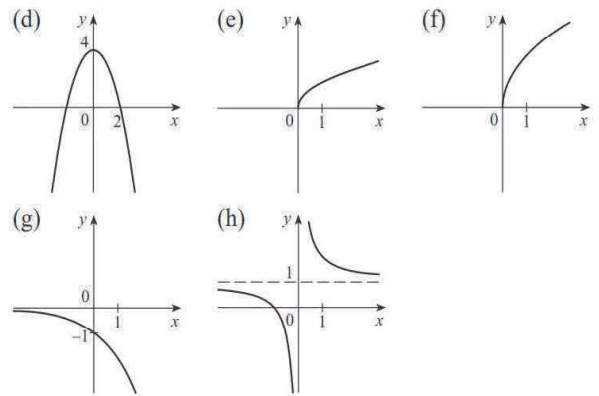 (d) y 4 0 2 x
(e) y 0 1 x
(f) y 0 1 x
(g) y 0 1 x –1
(h) y 1 0 1 x